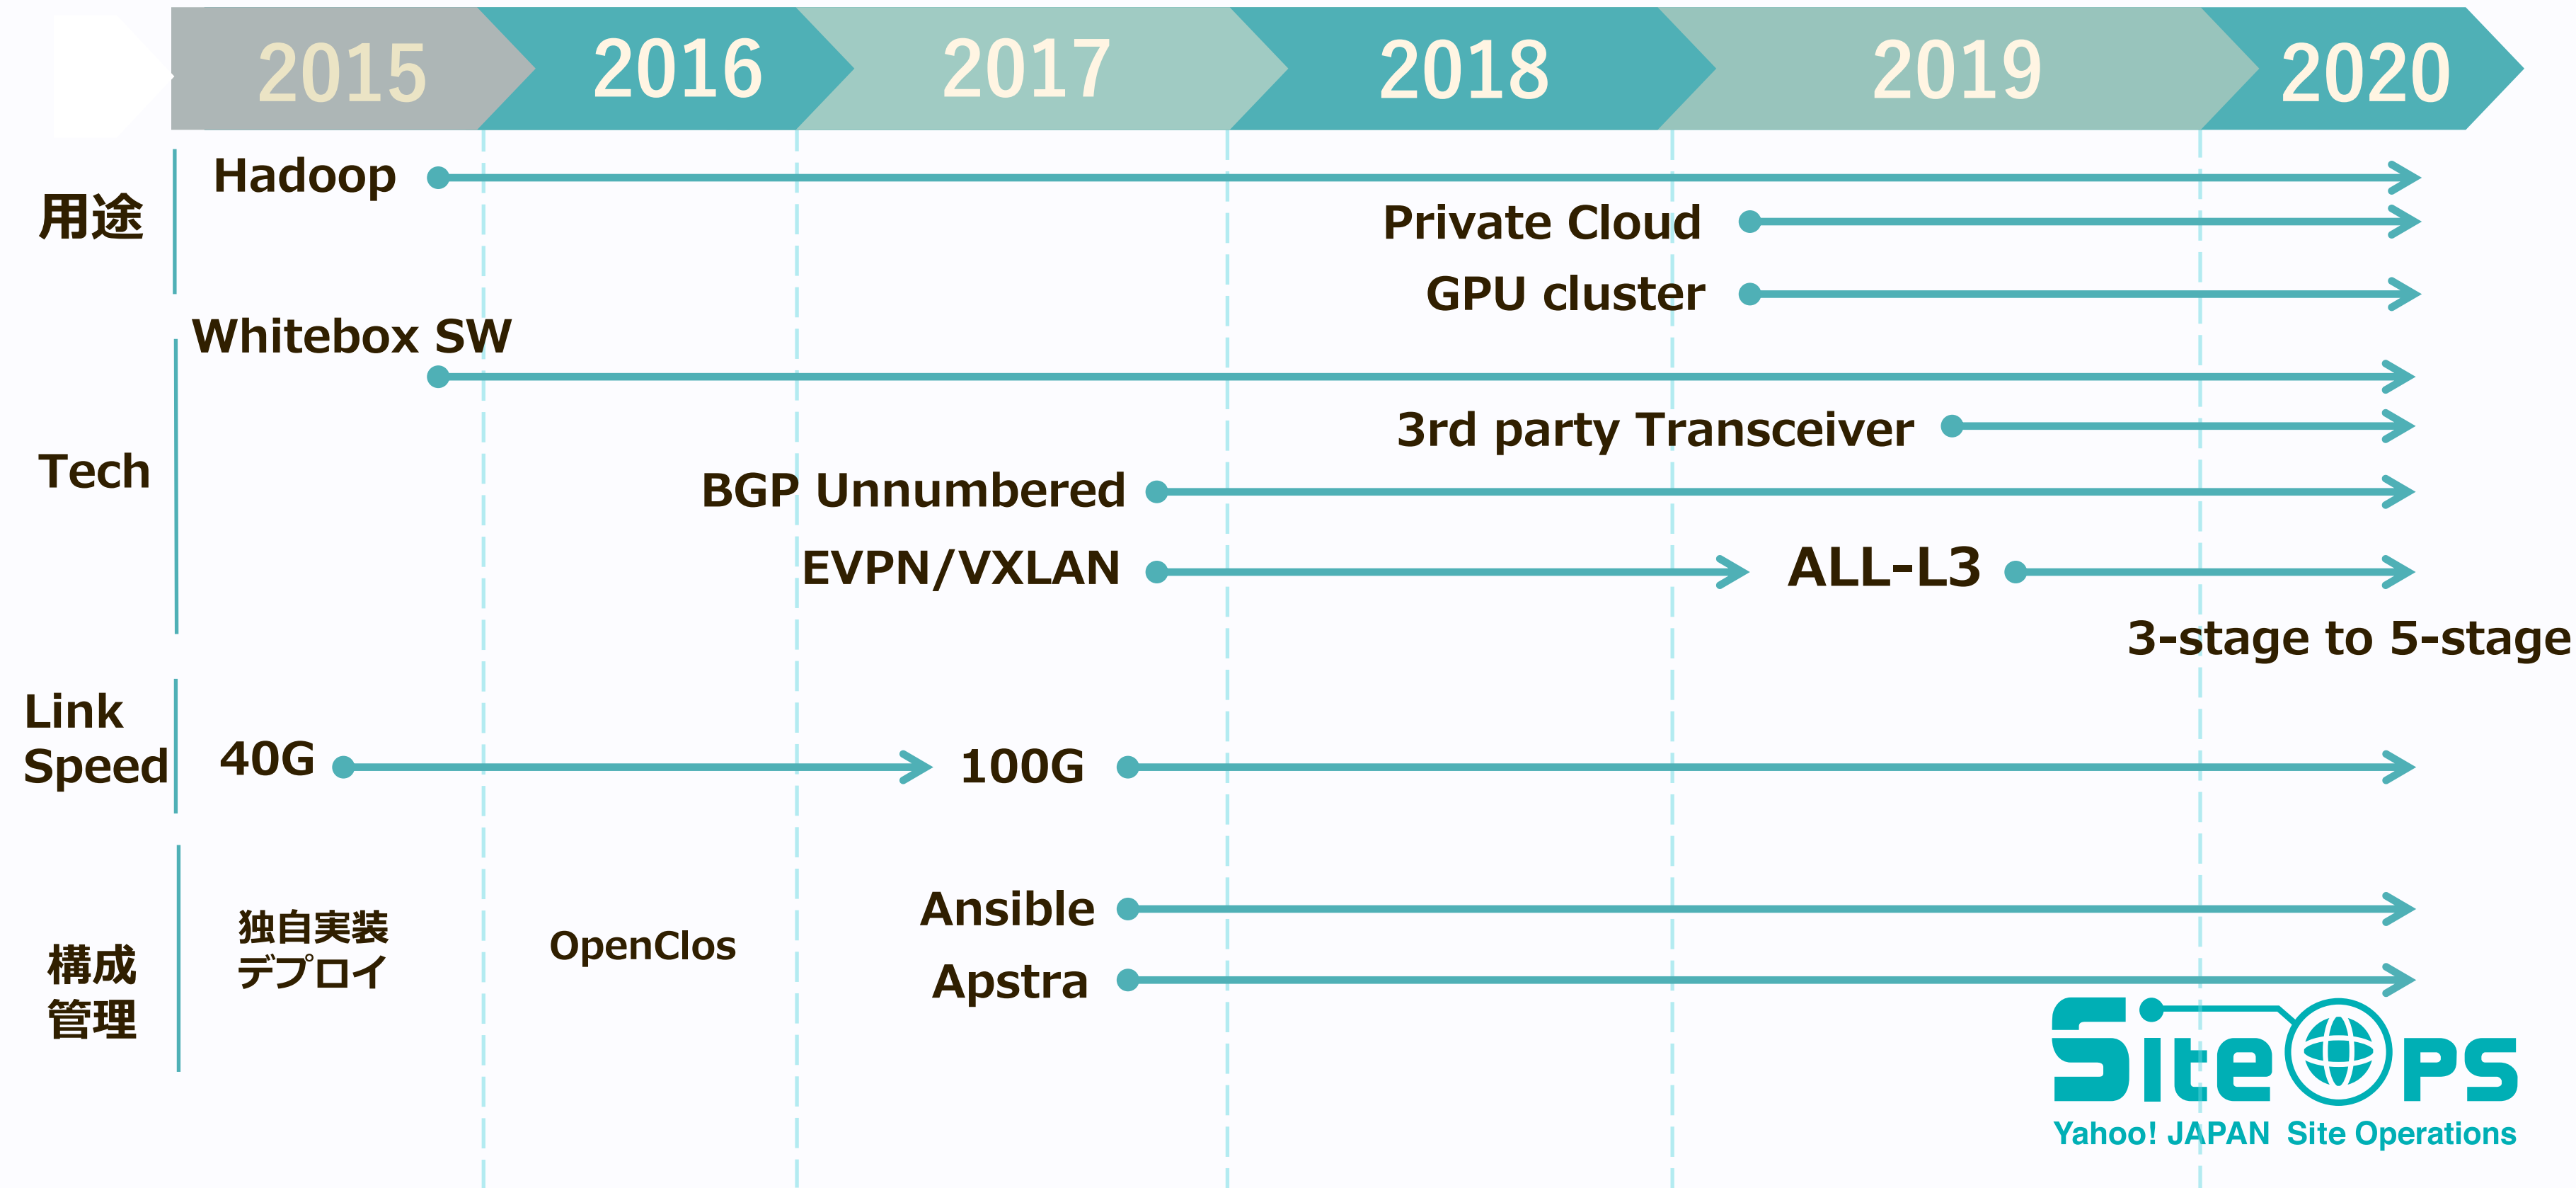 2015
2016
2017
2018
2019
2020
用途
Hadoop
Private Cloud
GPU cluster
Tech
Whitebox SW
3rd party Transceiver
BGP Unnumbered
EVPN/VXLAN
ALL-L3
3-stage to 5-stage
Link
Speed
40G
100G
構成
管理
独自実装
デプロイ
OpenClos
Ansible
Apstra
SiteOps
Yahoo! JAPAN Site Operations